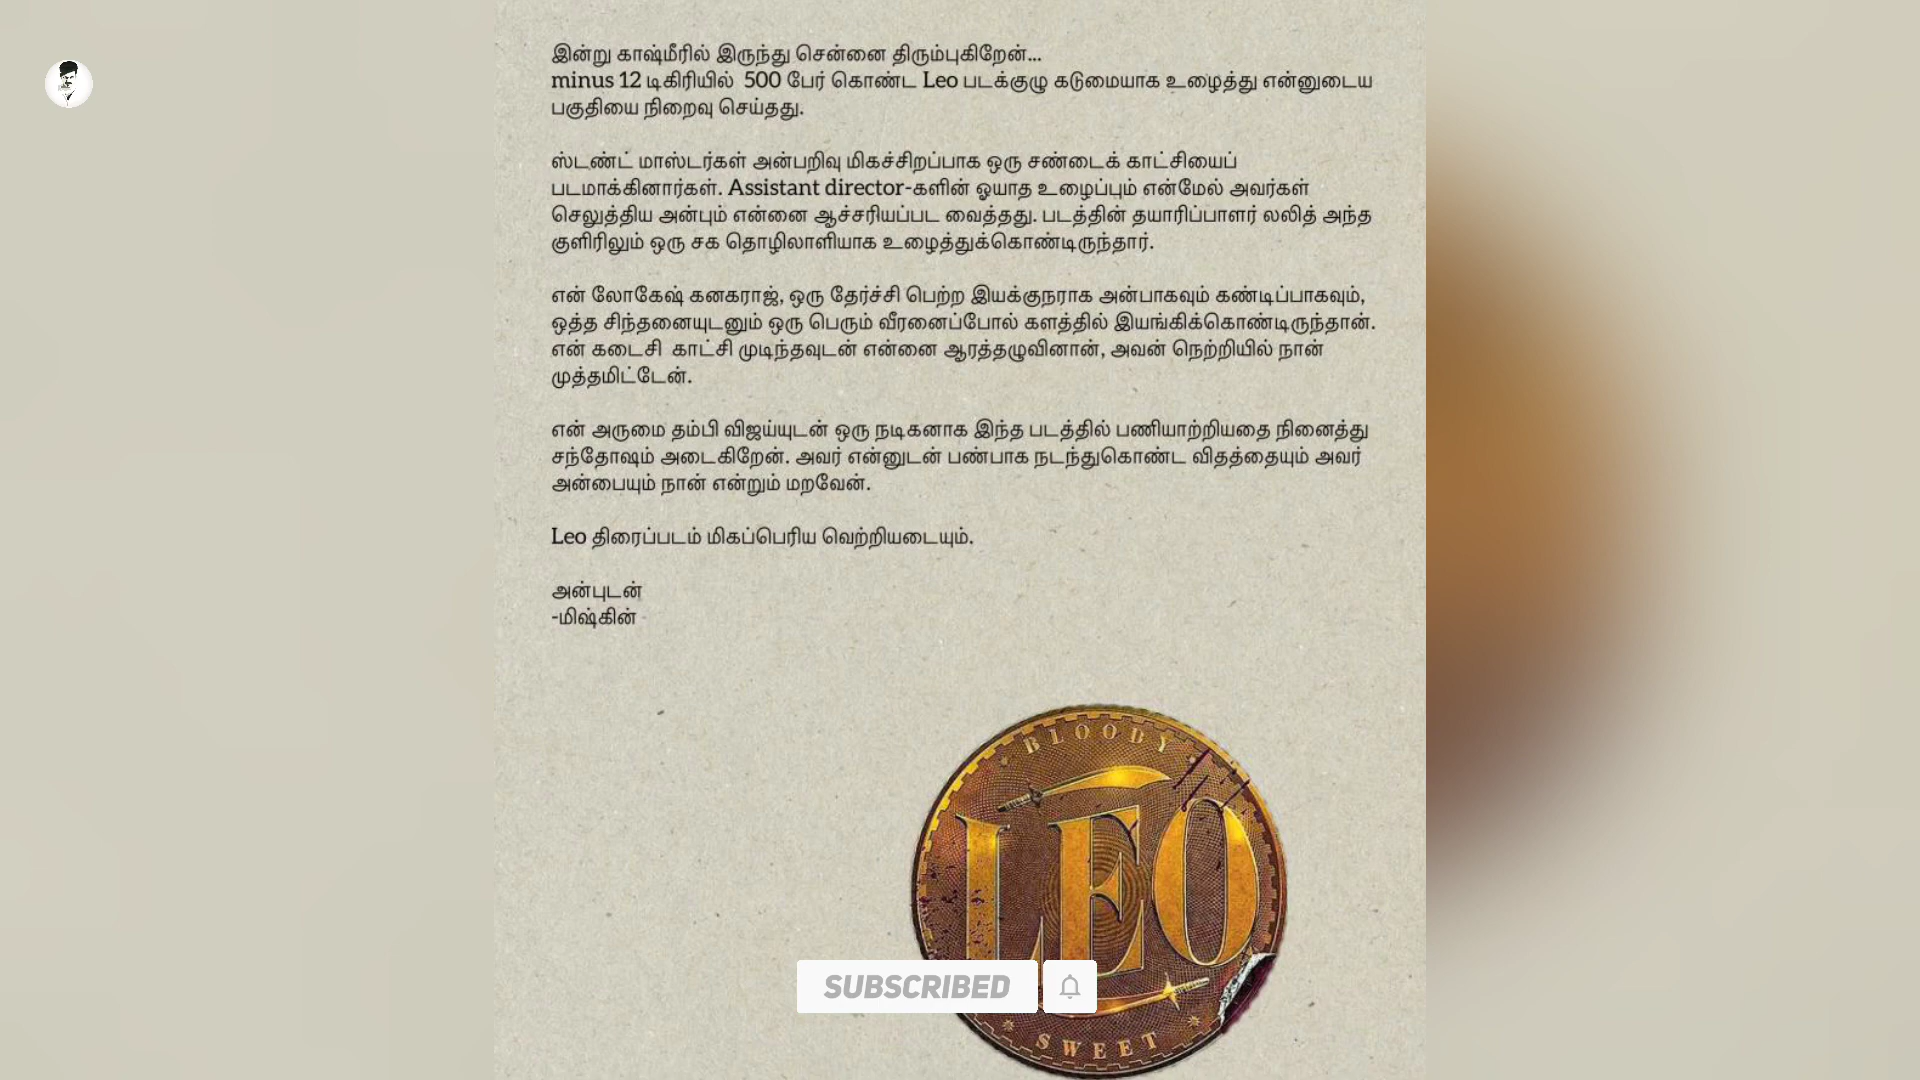 இன்று காஷ்மீரில் இருந்து சென்னை திரும்புகிறேன்...
minus 12 டிகிரியில் 500 பேர் கொண்ட Leo படக்குழு கடுமையாக உழைத்து என்னுடைய
பகுதியை நிறைவு செய்தது.
ஸ்டண்ட் மாஸ்டர்கள் அன்பறிவு மிகச்சிறப்பாக ஒரு சண்டைக் காட்சியைப்
படமாக்கினார்கள். Assistant director-களின் ஓயாத உழைப்பும் என்மேல் அவர்கள்
செலுத்திய அன்பும் என்னை ஆச்சரியப்பட வைத்தது. படத்தின் தயாரிப்பாளர் லலித் அந்த
குளிரிலும் ஒரு சக தொழிலாளியாக உழைத்துக்கொண்டிருந்தார்.
என் லோகேஷ் கனகராஜ், ஒரு தேர்ச்சி பெற்ற இயக்குநராக அன்பாகவும் கண்டிப்பாகவும்,
ஒத்த சிந்தனையுடனும் ஒரு பெரும் வீரனைப்போல் களத்தில் இயங்கிக்கொண்டிருந்தான்.
என் கடைசி காட்சி முடிந்தவுடன் என்னை ஆரத்தழுவினான், அவன் நெற்றியில் நான்
முத்தமிட்டேன்.
என் அருமை தம்பி விஜய்யுடன் ஒரு நடிகனாக இந்த படத்தில் பணியாற்றியதை நினைத்து
சந்தோஷம் அடைகிறேன். அவர் என்னுடன் பண்பாக நடந்துகொண்ட விதத்தையும் அவர்
அன்பையும் நான் என்றும் மறவேன்.
Leo திரைப்படம் மிகப்பெரிய வெற்றியடையும்.
அன்புடன்
-மிஷ்கின்
BLOODY
LEO
SUBSCRIBED
SWEET